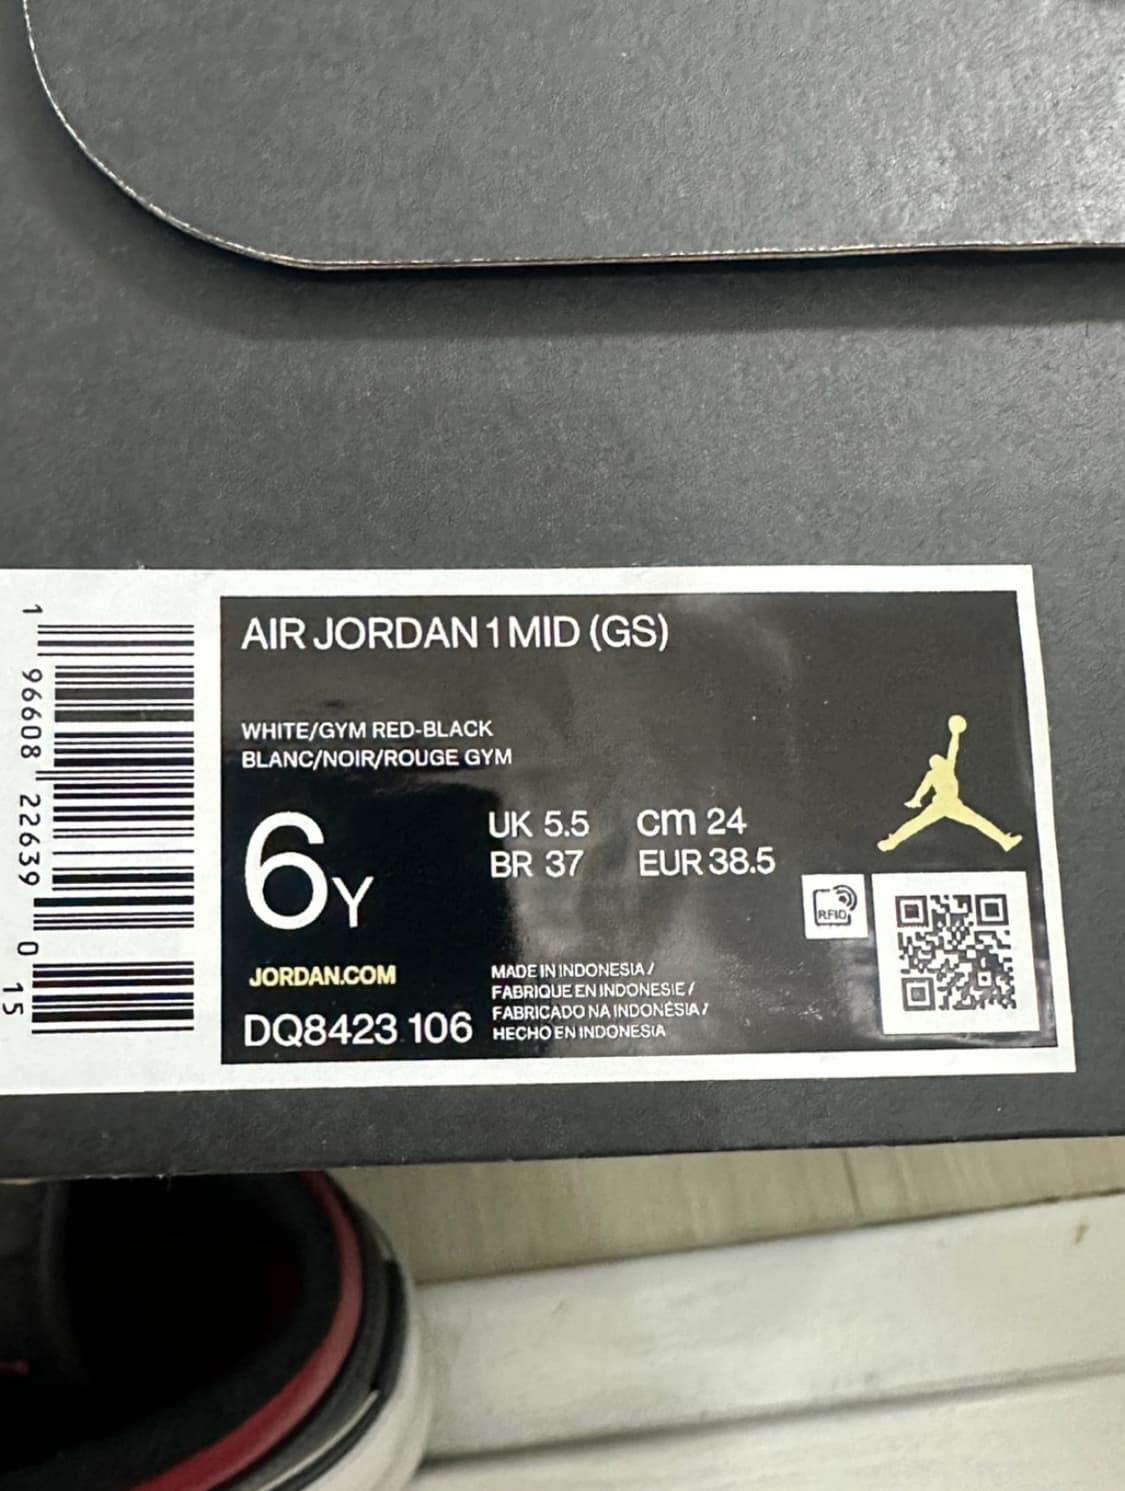 AIR JORDAN 1 MID (GS)
WHITE/GYM RED-BLACK
BLANC/NOIR/ROUGE GYM
6Y
UK 5.5 cm 24
BR 37 EUR 38.5
RFID
JORDAN.COM
DQ8423 106
MADE IN INDONESIA /
FABRIQUE EN INDONESIE /
FABRICADO NA INDONÉSIA /
HECHO EN INDONESIA
1 96608 22639 0 15